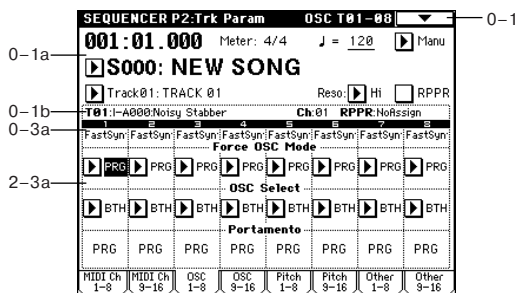 SEQUENCER P2:Trk Param OSC T01-08
0-1
001:01.000 Meter: 4/4 ♩ = 120 Manu
0-1a
S000: NEW SONG
Track01: TRACK 01 Reso: Hi RPPR
0-1b
T01:I-A000:Noisy Stabber Ch:01 RPPR:NoAssign
0-3a
1 2 3 4 5 6 7 8
FastSyn FastSyn FastSyn FastSyn FastSyn FastSyn FastSyn FastSyn
Force OSC Mode
PRG PRG PRG PRG PRG PRG PRG PRG
2-3a
OSC Select
BTH BTH BTH BTH BTH BTH BTH BTH
Portamento
PRG PRG PRG PRG PRG PRG PRG PRG
MIDI Ch 1-8 MIDI Ch 9-16 OSC 1-8 OSC 9-16 Pitch 1-8 Pitch 9-16 Other 1-8 Other 9-16